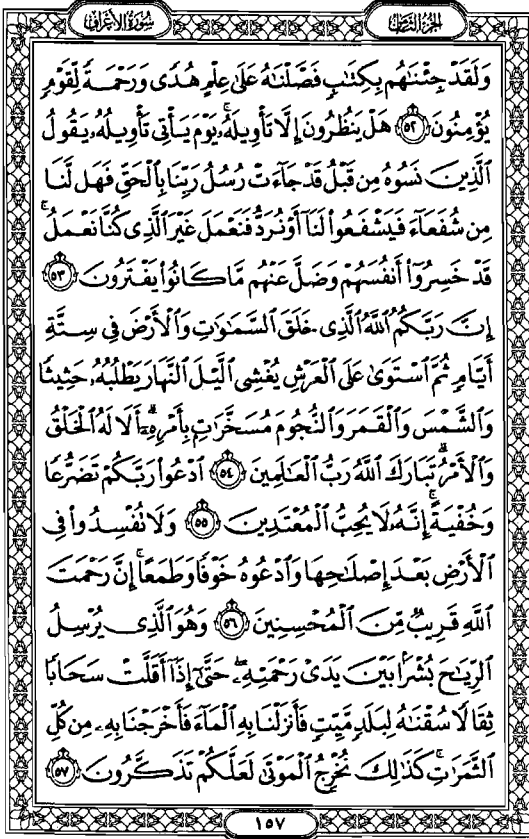 سُورَةُ الأَعْرَافِ الجُزْءُ الثَّامِنُ
وَلَقَدْ جِئْنَٰهُم بِكِتَٰبٍ فَصَّلْنَٰهُ عَلَىٰ عِلْمٍ هُدًى وَرَحْمَةً لِّقَوْمٍ
يُؤْمِنُونَ ٥٢ هَلْ يَنظُرُونَ إِلَّا تَأْوِيلَهُۥۚ يَوْمَ يَأْتِى تَأْوِيلُهُۥ يَقُولُ
ٱلَّذِينَ نَسُوهُ مِن قَبْلُ قَدْ جَآءَتْ رُسُلُ رَبِّنَا بِٱلْحَقِّ فَهَل لَّنَا
مِن شُفَعَآءَ فَيَشْفَعُوا۟ لَنَآ أَوْ نُرَدُّ فَنَعْمَلَ غَيْرَ ٱلَّذِى كُنَّا نَعْمَلُۚ
قَدْ خَسِرُوٓا۟ أَنفُسَهُمْ وَضَلَّ عَنْهُم مَّا كَانُوا۟ يَفْتَرُونَ ٥٣
إِنَّ رَبَّكُمُ ٱللَّهُ ٱلَّذِى خَلَقَ ٱلسَّمَٰوَٰتِ وَٱلْأَرْضَ فِى سِتَّةِ
أَيَّامٍ ثُمَّ ٱسْتَوَىٰ عَلَى ٱلْعَرْشِ يُغْشِى ٱلَّيْلَ ٱلنَّهَارَ يَطْلُبُهُۥ حَثِيثًا
وَٱلشَّمْسَ وَٱلْقَمَرَ وَٱلنُّجُومَ مُسَخَّرَٰتٍۭ بِأَمْرِهِۦٓۗ أَلَا لَهُ ٱلْخَلْقُ
وَٱلْأَمْرُۗ تَبَارَكَ ٱللَّهُ رَبُّ ٱلْعَٰلَمِينَ ٥٤ ٱدْعُوا۟ رَبَّكُمْ تَضَرُّعًا
وَخُفْيَةًۚ إِنَّهُۥ لَا يُحِبُّ ٱلْمُعْتَدِينَ ٥٥ وَلَا تُفْسِدُوا۟ فِى
ٱلْأَرْضِ بَعْدَ إِصْلَٰحِهَا وَٱدْعُوهُ خَوْفًا وَطَمَعًاۚ إِنَّ رَحْمَتَ
ٱللَّهِ قَرِيبٌ مِّنَ ٱلْمُحْسِنِينَ ٥٦ وَهُوَ ٱلَّذِى يُرْسِلُ
ٱلرِّيَٰحَ بُشْرًۢا بَيْنَ يَدَىْ رَحْمَتِهِۦۖ حَتَّىٰٓ إِذَآ أَقَلَّتْ سَحَابًا
ثِقَالًا سُقْنَٰهُ لِبَلَدٍ مَّيِّتٍ فَأَنزَلْنَا بِهِ ٱلْمَآءَ فَأَخْرَجْنَا بِهِۦ مِن كُلِّ
ٱلثَّمَرَٰتِۚ كَذَٰلِكَ نُخْرِجُ ٱلْمَوْتَىٰ لَعَلَّكُمْ تَذَكَّرُونَ ٥٧
١٥٧